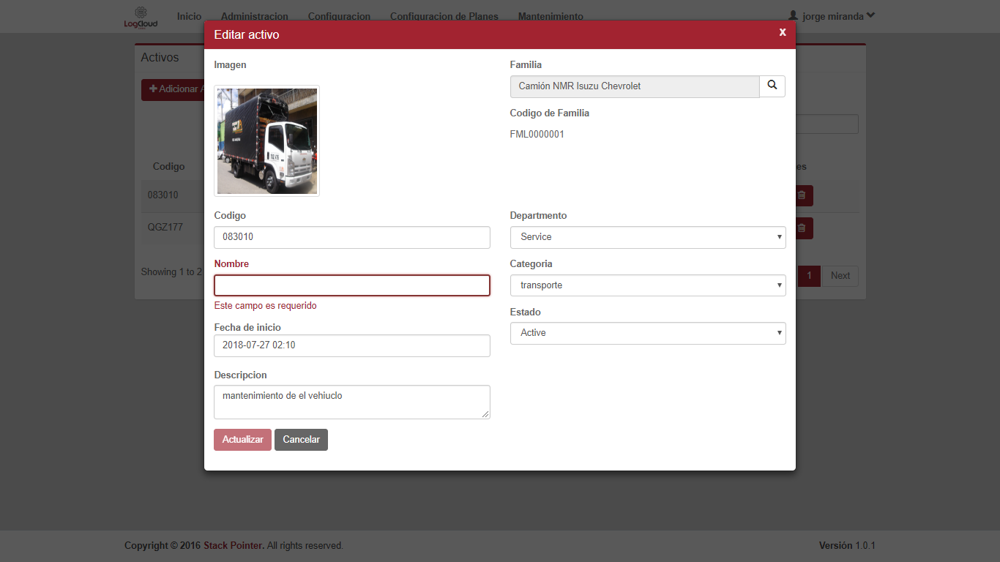 LogCloud
Inicio Administracion Configuracion Configuracion de Planes Mantenimiento jorge miranda
Editar activo x
Activos
Adicionar A
Imagen
Familia
Camión NMR Isuzu Chevrolet
Codigo de Familia
FML0000001
Codigo
083010
QGZ177
Showing 1 to 2
es
1 Next
Codigo
083010
Departmento
Service
Nombre
Este campo es requerido
Categoria
transporte
Fecha de inicio
2018-07-27 02:10
Estado
Active
Descripcion
mantenimiento de el vehiuclo
Actualizar Cancelar
Copyright © 2016 Stack Pointer. All rights reserved. Versión 1.0.1